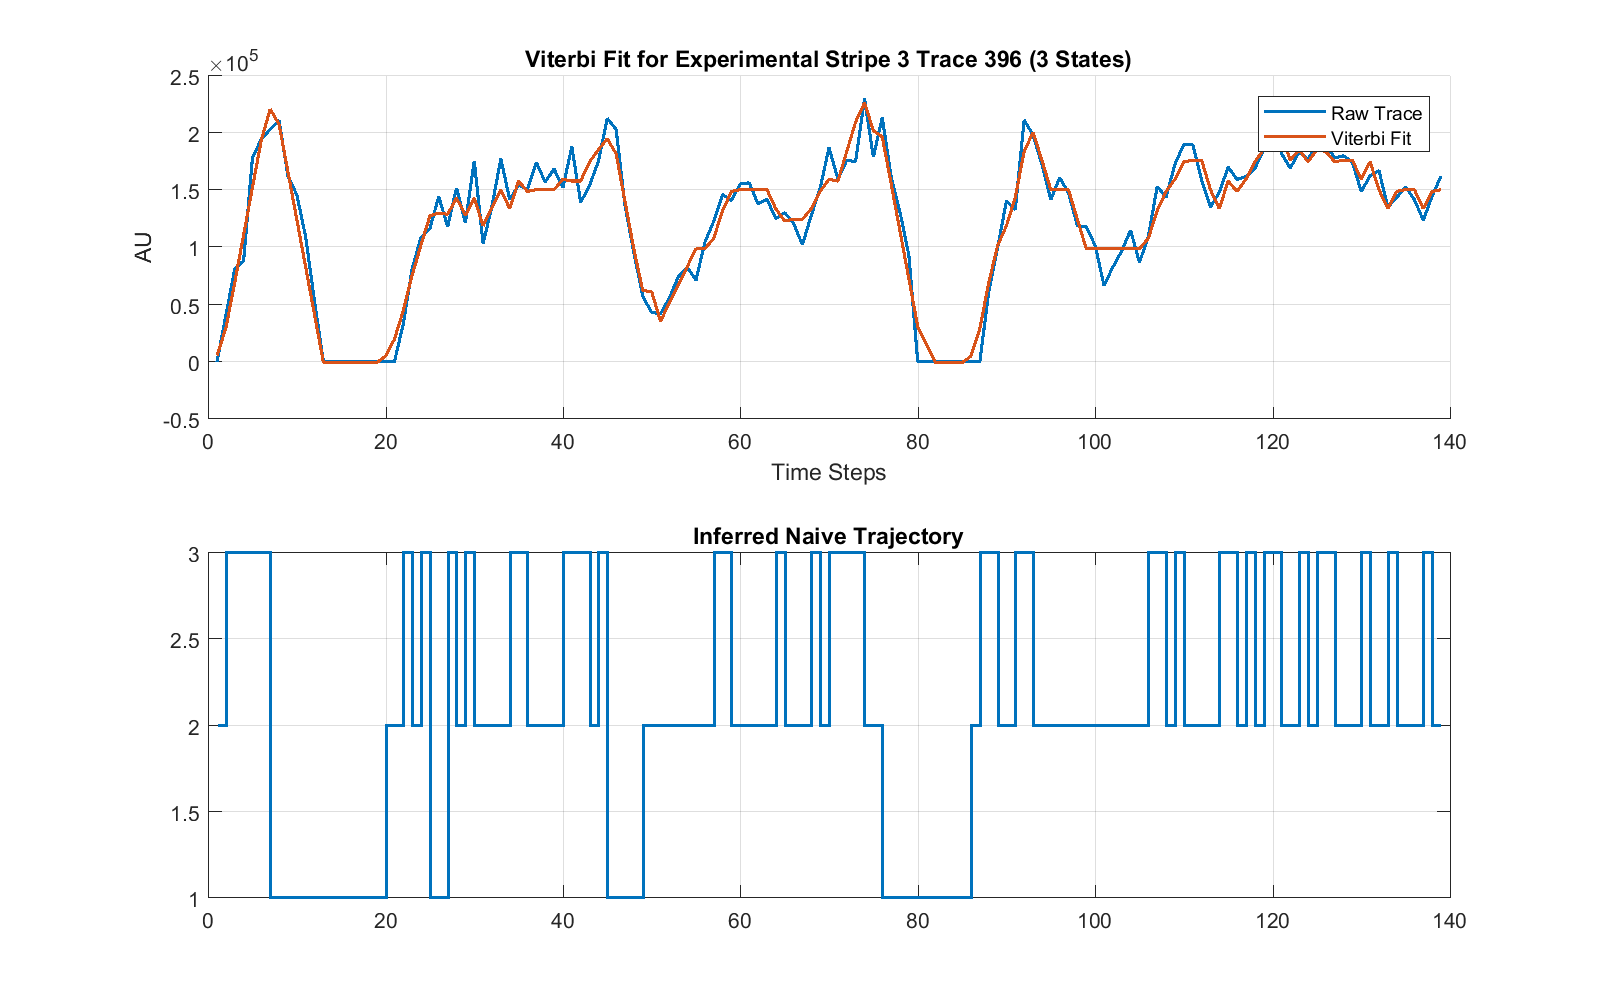 Viterbi Fit for Experimental Stripe 3 Trace 396 (3 States)
×10^5
2.5
2
1.5
1
0.5
0
-0.5
AU
Raw Trace
Viterbi Fit
0 20 40 60 80 100 120 140
Time Steps
Inferred Naive Trajectory
3
2.5
2
1.5
1
0 20 40 60 80 100 120 140